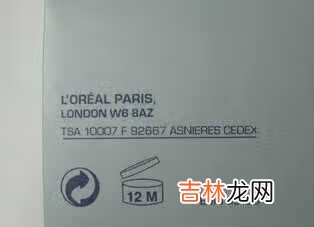 L'ORÉAL PARIS,
LONDON W6 8AZ
TSA 10007 F 92667 ASNIERES CEDEX
12 M
吉林龙网